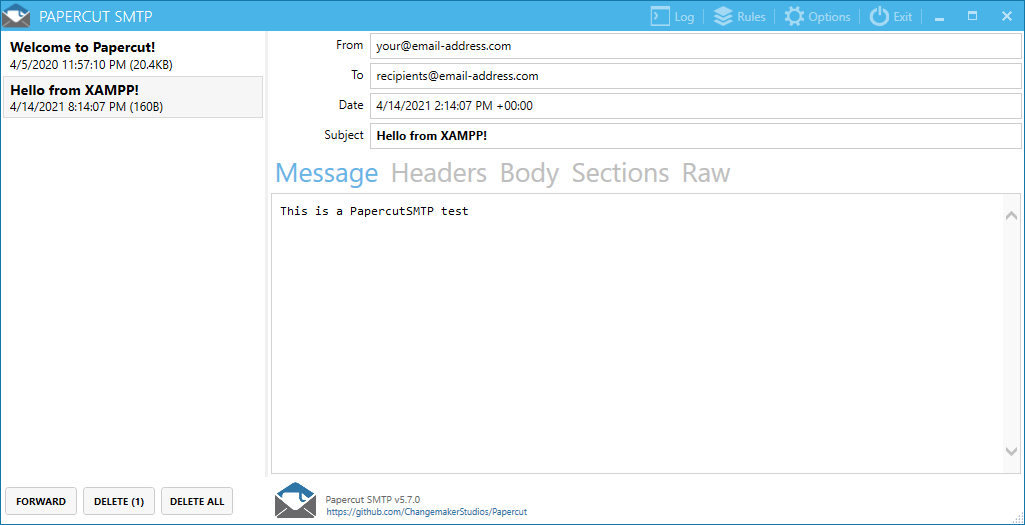 PAPERCUT SMTP
Log
Rules
Options
Exit
Welcome to Papercut!
4/5/2020 11:57:10 PM (20.4KB)
Hello from XAMPP!
4/14/2021 8:14:07 PM (160B)
From your@email-address.com
To recipients@email-address.com
Date 4/14/2021 2:14:07 PM +00:00
Subject Hello from XAMPP!
Message Headers Body Sections Raw
This is a PapercutSMTP test
FORWARD DELETE (1) DELETE ALL
Papercut SMTP v5.7.0
https://github.com/ChangemakerStudios/Papercut